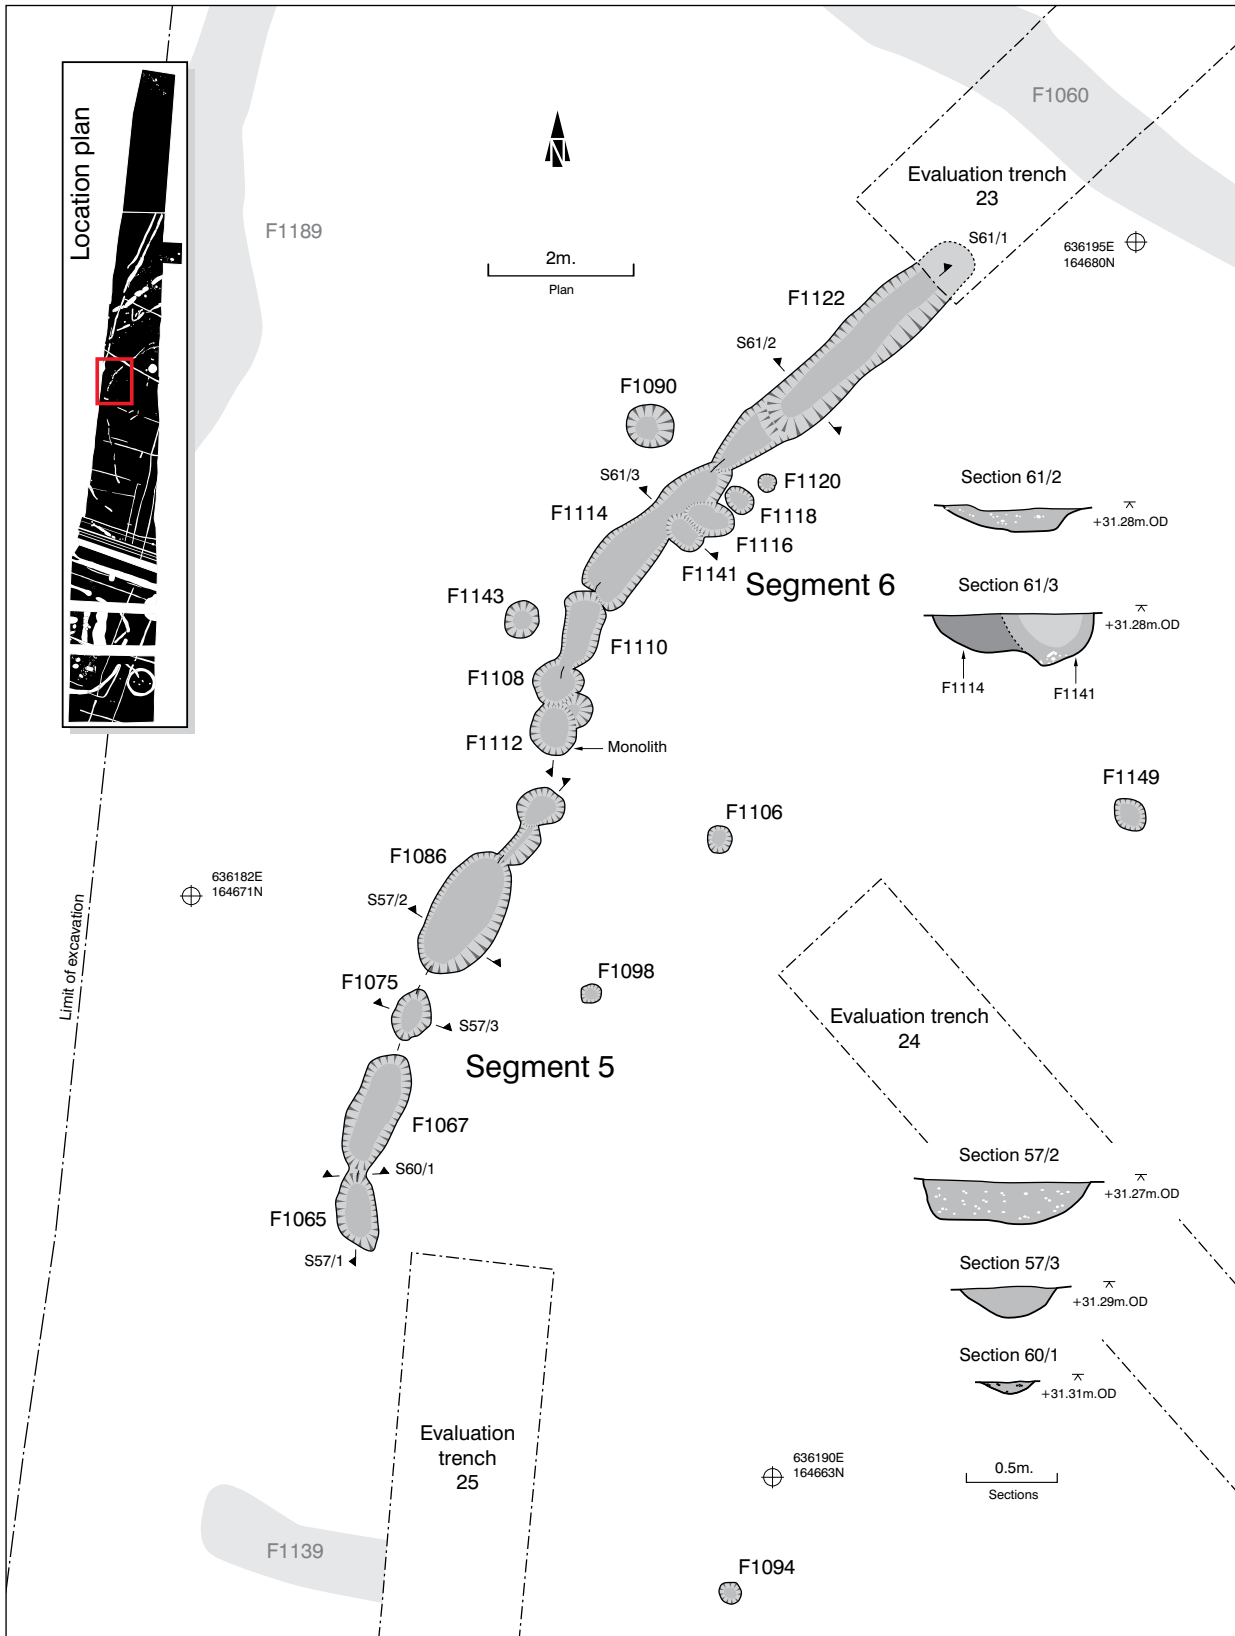 Location plan
F1189
F1060
N
2m.
Plan
Evaluation trench
23
S61/1
636195E
164680N
F1122
S61/2
F1090
S61/3
F1114
F1120
F1118
F1116
F1141
Segment 6
Section 61/2
+31.28m.OD
Section 61/3
+31.28m.OD
F1114
F1141
F1143
F1110
F1108
F1112
Monolith
F1149
F1106
F1086
636182E
164671N
S57/2
Limit of excavation
F1075
F1098
S57/3
Segment 5
Evaluation trench
24
F1067
S60/1
F1065
S57/1
Section 57/2
+31.27m.OD
Section 57/3
+31.29m.OD
Section 60/1
+31.31m.OD
Evaluation
trench
25
636190E
164663N
0.5m.
Sections
F1139
F1094